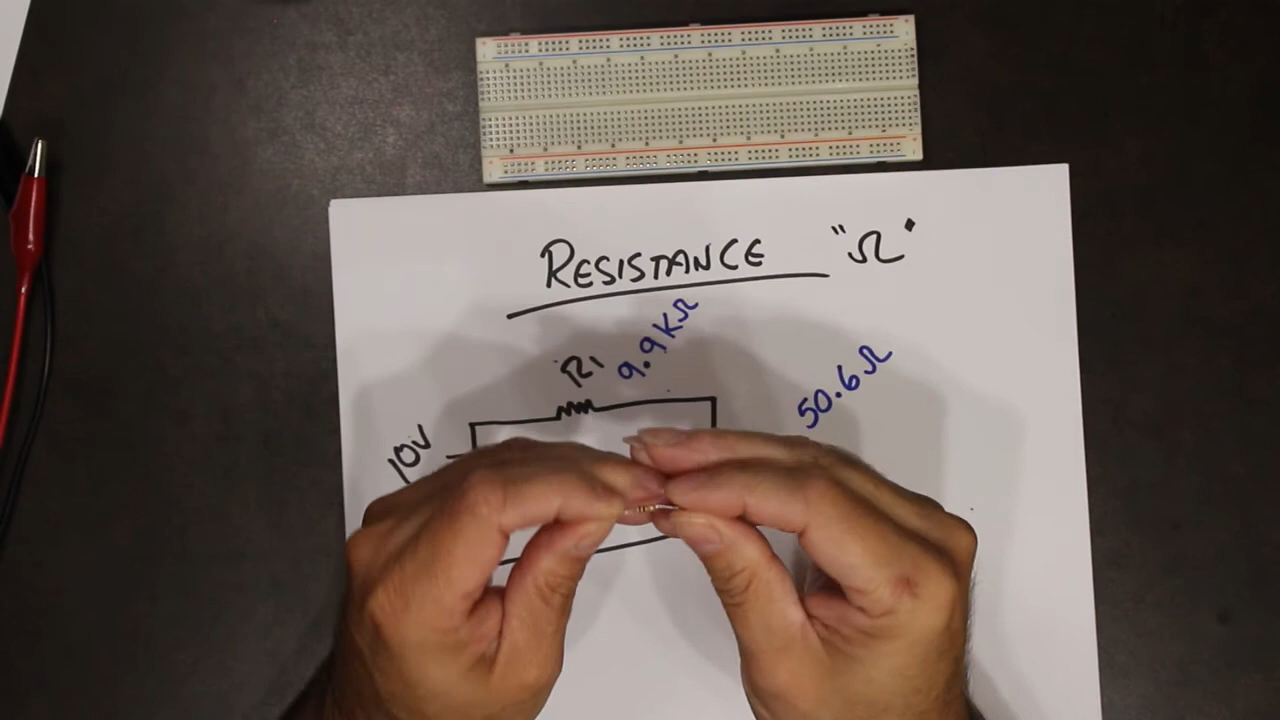 RESISTANCE "Ω"
R1
9.9KΩ
50.6Ω
10V